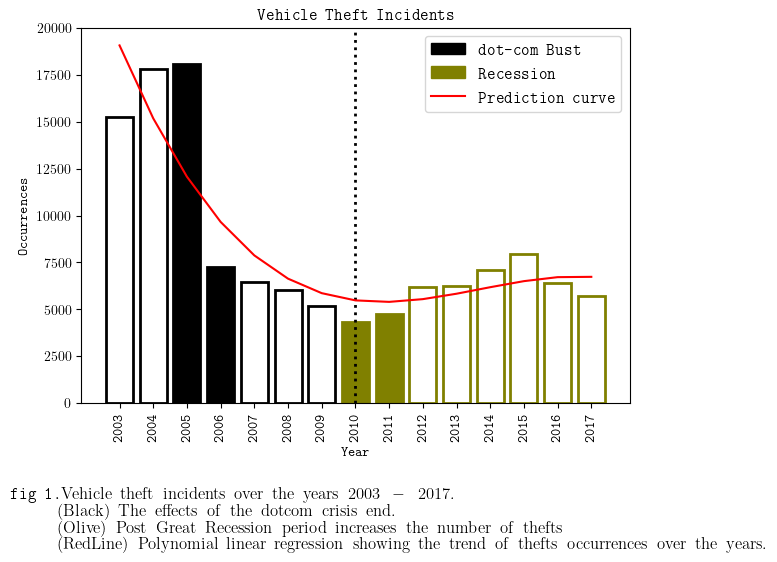 Vehicle Theft Incidents
20000
17500
15000
12500
10000
7500
5000
2500
0
Occurrences
dot-com Bust
Recession
Prediction curve
2003
2004
2005
2006
2007
2008
2009
2010
2011
2012
2013
2014
2015
2016
2017
Year
fig 1.Vehicle theft incidents over the years 2003 − 2017.
(Black) The effects of the dotcom crisis end.
(Olive) Post Great Recession period increases the number of thefts
(RedLine) Polynomial linear regression showing the trend of thefts occurrences over the years.